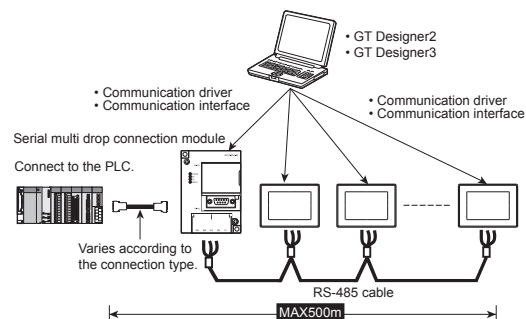 • GT Designer2
• GT Designer3
• Communication driver
• Communication interface
• Communication driver
• Communication interface
Serial multi drop connection module
Connect to the PLC.
Varies according to
the connection type.
RS-485 cable
MAX500m